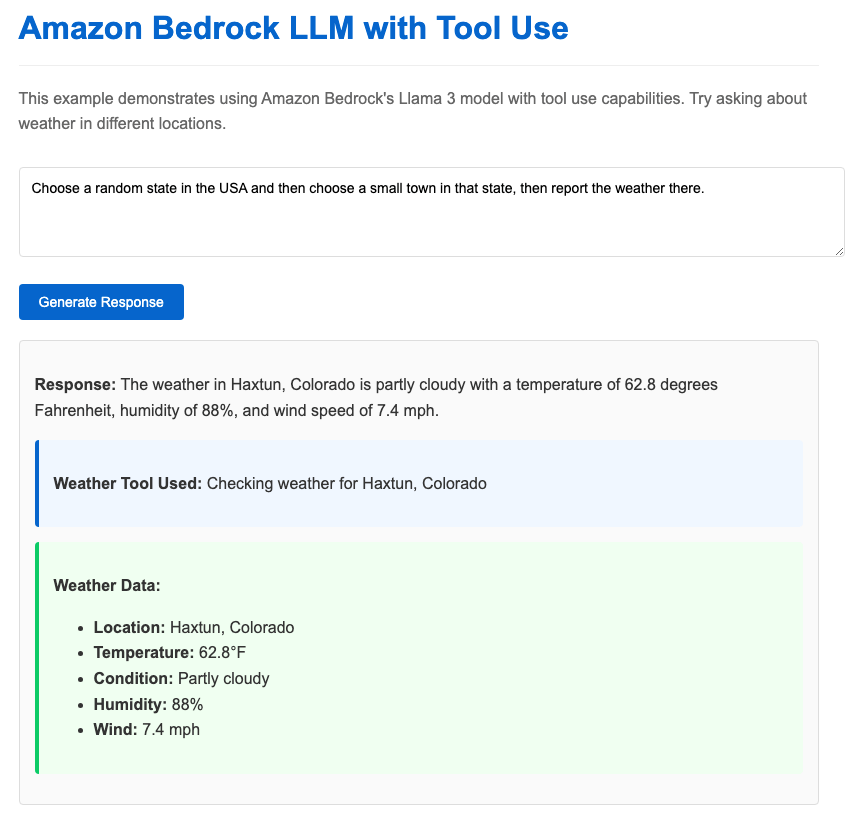 Amazon Bedrock LLM with Tool Use
This example demonstrates using Amazon Bedrock's Llama 3 model with tool use capabilities. Try asking about
weather in different locations.
Choose a random state in the USA and then choose a small town in that state, then report the weather there.
Generate Response
Response: The weather in Haxtun, Colorado is partly cloudy with a temperature of 62.8 degrees
Fahrenheit, humidity of 88%, and wind speed of 7.4 mph.
Weather Tool Used: Checking weather for Haxtun, Colorado
Weather Data:
• Location: Haxtun, Colorado
• Temperature: 62.8°F
• Condition: Partly cloudy
• Humidity: 88%
• Wind: 7.4 mph